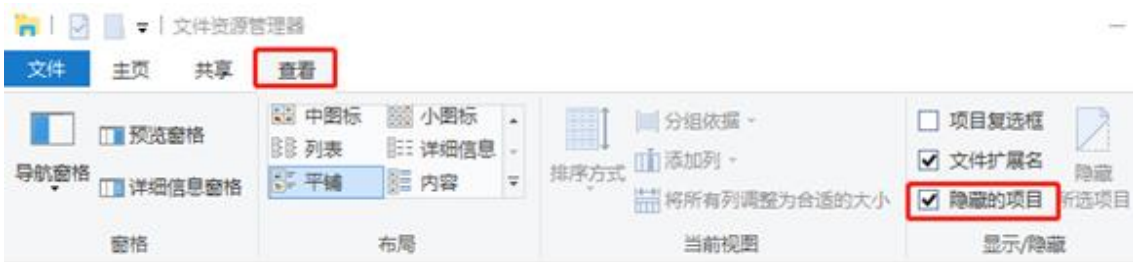 文件资源管理器
文件 主页 共享 查看
导航窗格
预览窗格
详细信息窗格
窗格
中图标 小图标
列表 详细信息
平铺 内容
布局
排序方式
分组依据
添加列
将所有列调整为合适的大小
当前视图
项目复选框
文件扩展名
隐藏的项目
隐藏
所选项目
显示/隐藏